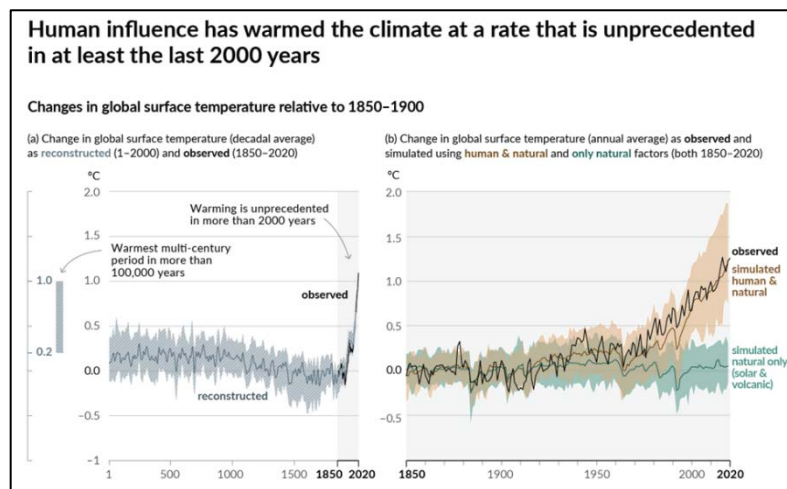 Human influence has warmed the climate at a rate that is unprecedented
in at least the last 2000 years
Changes in global surface temperature relative to 1850–1900
(a) Change in global surface temperature (decadal average)
as reconstructed (1–2000) and observed (1850–2020)
°C
2.0
1.5
1.0
0.5
0.0
−0.5
−1
1.0
0.2
Warming is unprecedented
in more than 2000 years
Warmest multi-century
period in more than
100,000 years
observed
reconstructed
1
500
1000
1500
1850
2020
(b) Change in global surface temperature (annual average) as observed and
simulated using human & natural and only natural factors (both 1850–2020)
°C
2.0
1.5
1.0
0.5
0.0
−0.5
observed
simulated
human &
natural
simulated
natural only
(solar &
volcanic)
1850
1900
1950
2000
2020